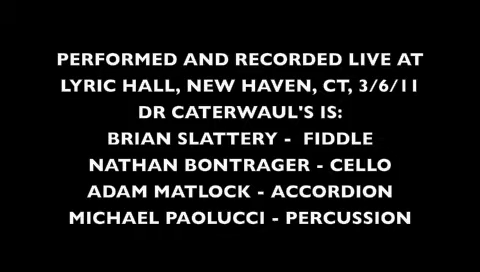 PERFORMED AND RECORDED LIVE AT
LYRIC HALL, NEW HAVEN, CT, 3/6/11
DR CATERWAUL'S IS:
BRIAN SLATTERY - FIDDLE
NATHAN BONTRAGER - CELLO
ADAM MATLOCK - ACCORDION
MICHAEL PAOLUCCI - PERCUSSION